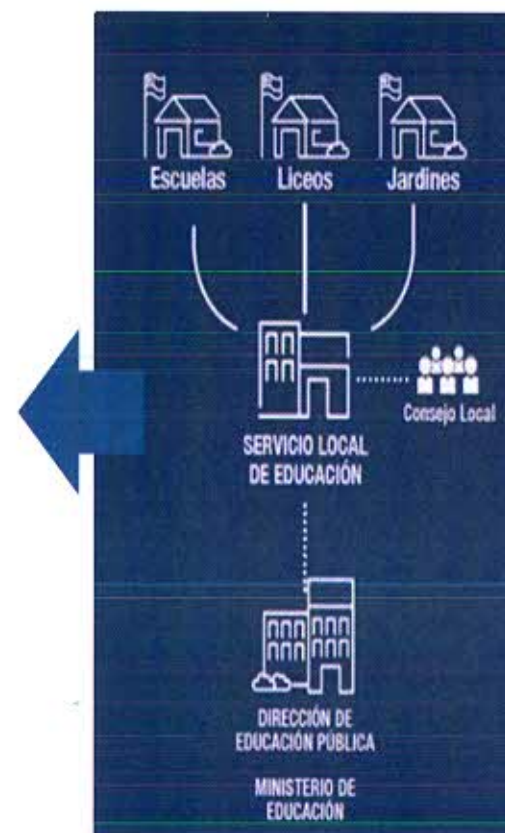 Escuelas Liceos Jardines
Consejo Local
SERVICIO LOCAL
DE EDUCACIÓN
DIRECCIÓN DE
EDUCACIÓN PÚBLICA
MINISTERIO DE
EDUCACIÓN